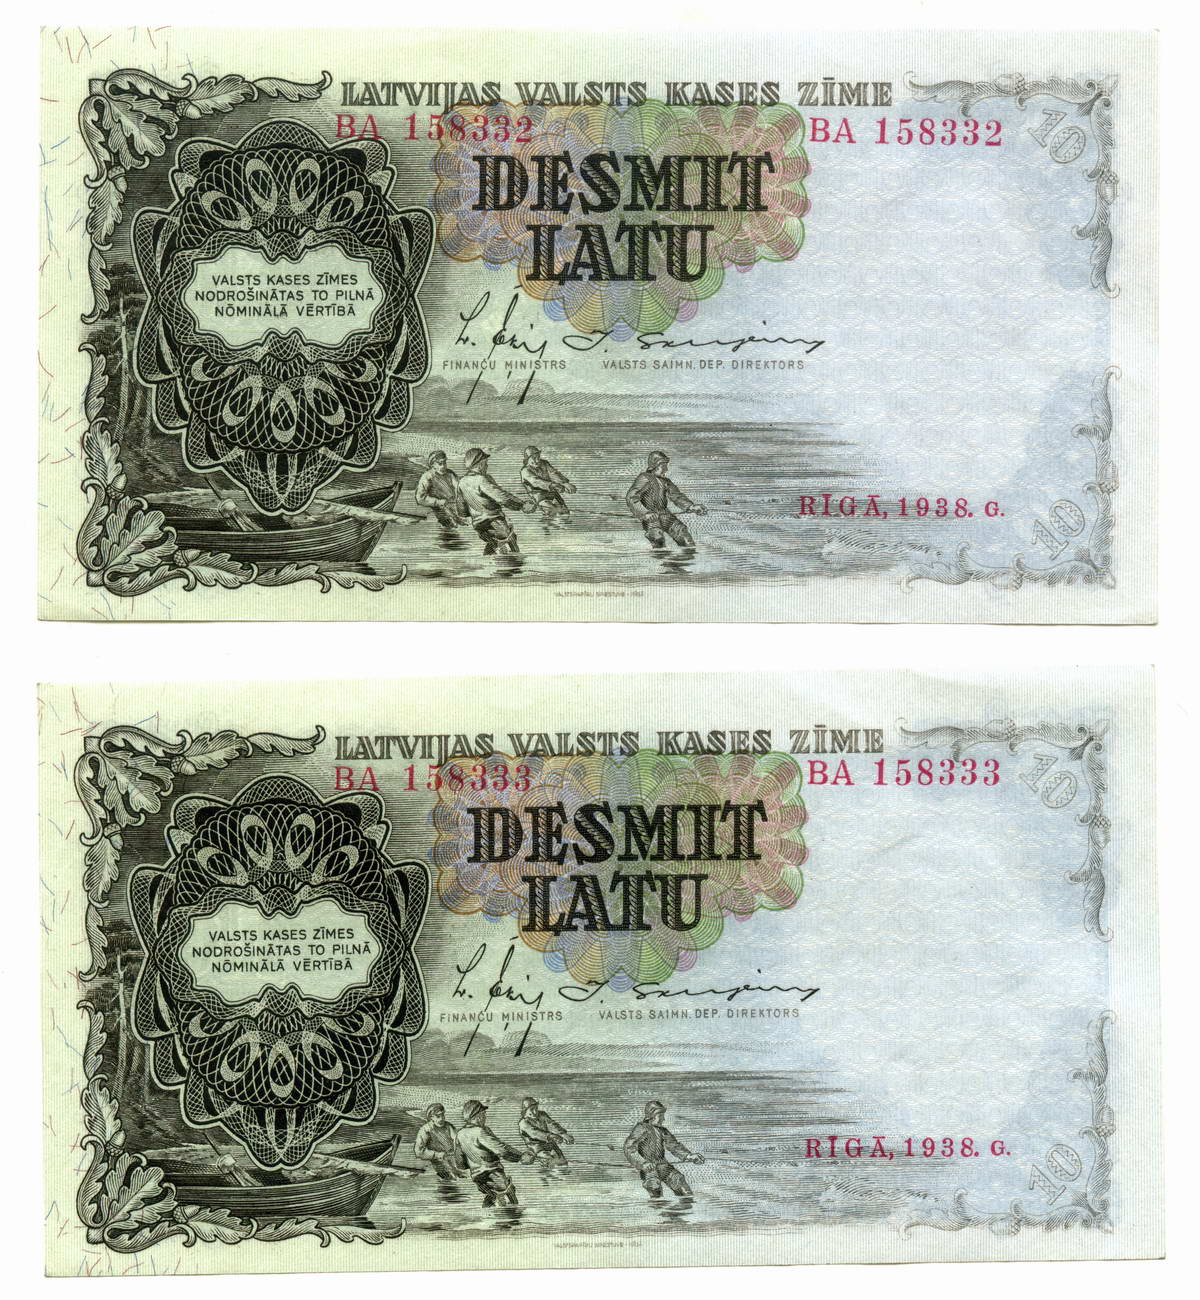 LATVIJAS VALSTS KASES ZĪME
BA 158332 BA 158332
10
DESMIT
LATU
VALSTS KASES ZĪMES
NODROŠINĀTAS TO PILNĀ
NŌMINĀLĀ VĒRTĪBĀ
FINANČU MINISTRS VALSTS SAIMN. DEP. DIREKTORS
RĪGĀ, 1938. G.
10
LATVIJAS VALSTS KASES ZĪME
BA 158333 BA 158333
10
DESMIT
LATU
VALSTS KASES ZĪMES
NODROŠINĀTAS TO PILNĀ
NŌMINĀLĀ VĒRTĪBĀ
FINANČU MINISTRS VALSTS SAIMN. DEP. DIREKTORS
RĪGĀ, 1938. G.
10